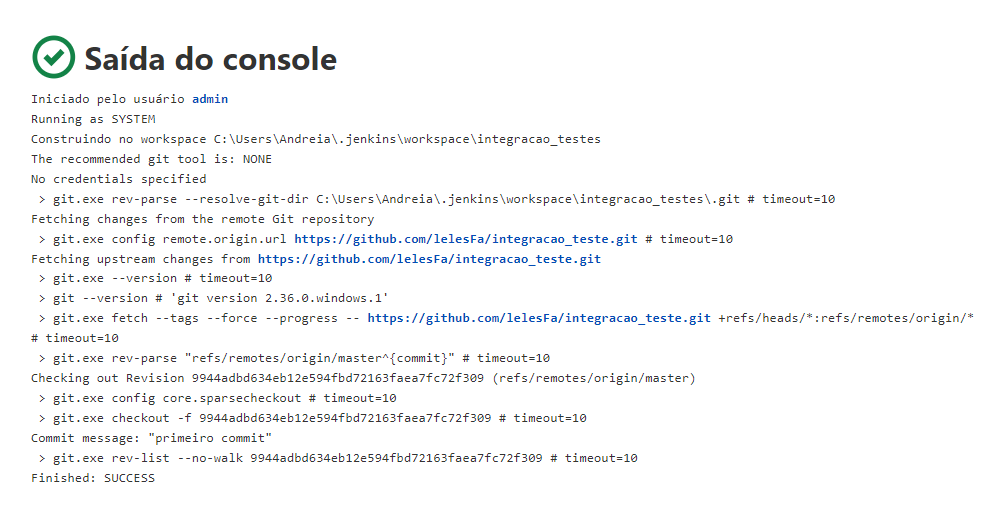 Saída do console
Iniciado pelo usuário admin
Running as SYSTEM
Construindo no workspace C:\Users\Andreia\.jenkins\workspace\integracao_testes
The recommended git tool is: NONE
No credentials specified
> git.exe rev-parse --resolve-git-dir C:\Users\Andreia\.jenkins\workspace\integracao_testes\.git # timeout=10
Fetching changes from the remote Git repository
> git.exe config remote.origin.url https://github.com/lelesFa/integracao_teste.git # timeout=10
Fetching upstream changes from https://github.com/lelesFa/integracao_teste.git
> git.exe --version # timeout=10
> git --version # 'git version 2.36.0.windows.1'
> git.exe fetch --tags --force --progress -- https://github.com/lelesFa/integracao_teste.git +refs/heads/*:refs/remotes/origin/*
# timeout=10
> git.exe rev-parse "refs/remotes/origin/master^{commit}" # timeout=10
Checking out Revision 9944adbd634eb12e594fbd72163faea7fc72f309 (refs/remotes/origin/master)
> git.exe config core.sparsecheckout # timeout=10
> git.exe checkout -f 9944adbd634eb12e594fbd72163faea7fc72f309 # timeout=10
Commit message: "primeiro commit"
> git.exe rev-list --no-walk 9944adbd634eb12e594fbd72163faea7fc72f309 # timeout=10
Finished: SUCCESS